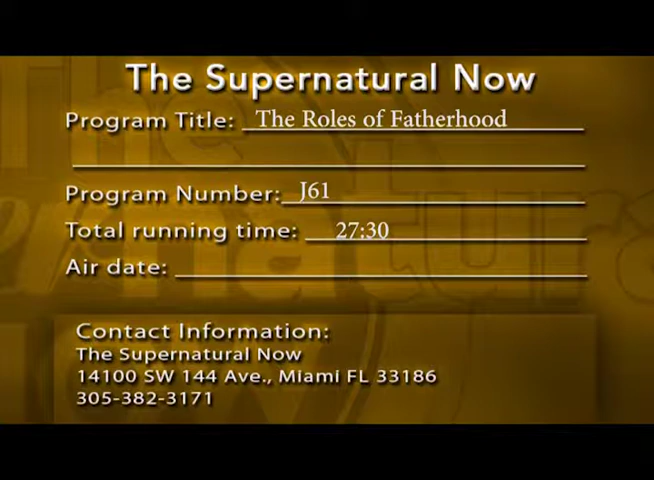 The Supernatural Now
Program Title: The Roles of Fatherhood
Program Number: J61
Total running time: 27:30
Air date:
Contact Information:
The Supernatural Now
14100 SW 144 Ave., Miami FL 33186
305-382-3171